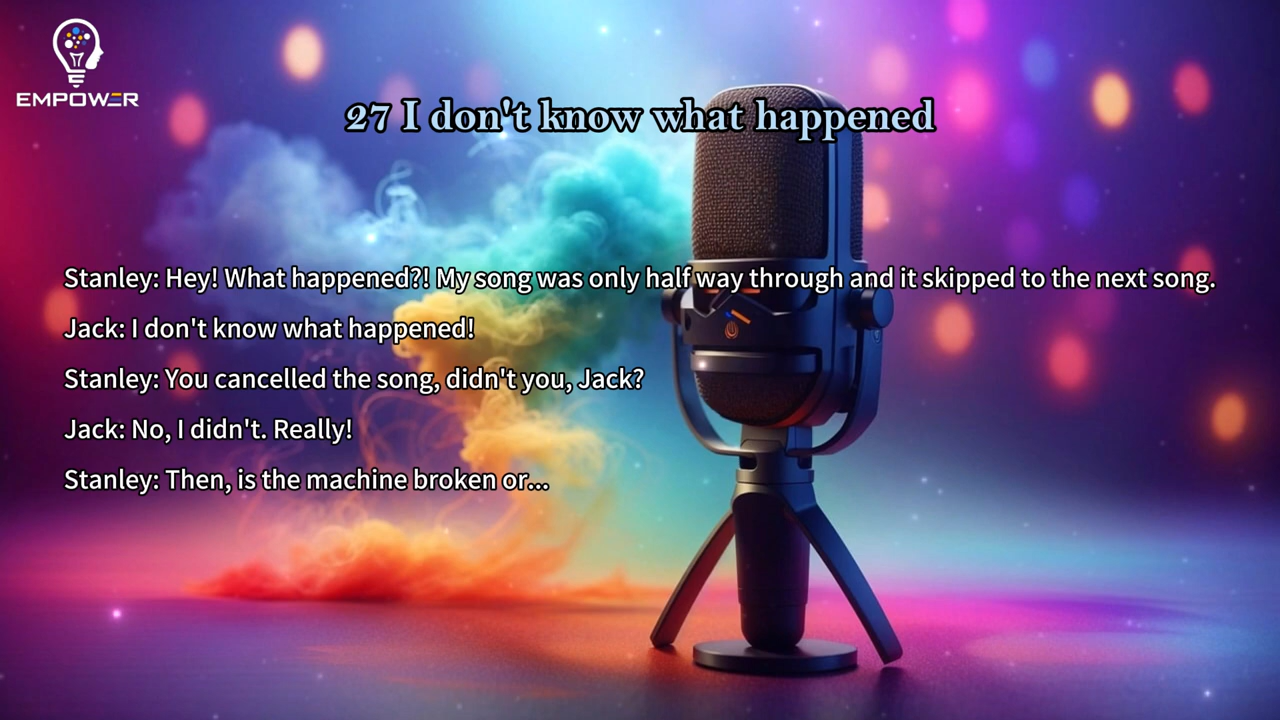 EMPOWER
27 I don't know what happened
Stanley: Hey! What happened?! My song was only half way through and it skipped to the next song.
Jack: I don't know what happened!
Stanley: You cancelled the song, didn't you, Jack?
Jack: No, I didn't. Really!
Stanley: Then, is the machine broken or...